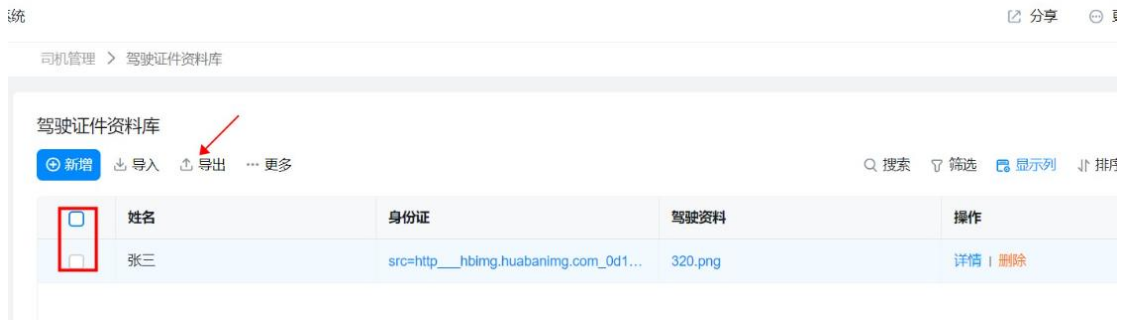 系统
分享
司机管理 > 驾驶证件资料库
驾驶证件资料库
新增 导入 导出 ··· 更多 搜索 筛选 显示列 排序
姓名 身份证 驾驶资料 操作
张三 src=http___hbimg.huabanimg.com_0d1... 320.png 详情 | 删除